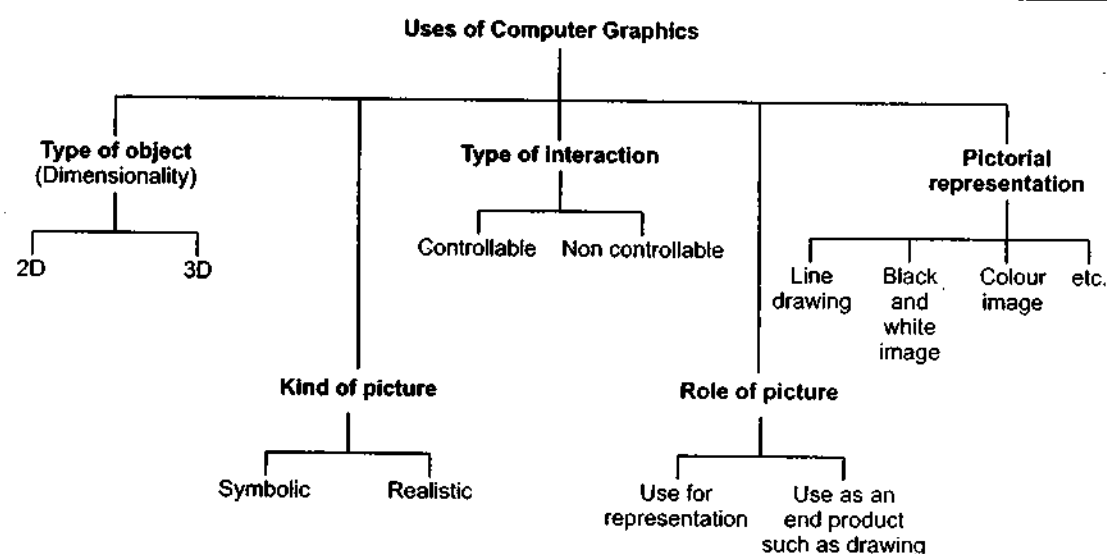 Uses of Computer Graphics
Type of object
(Dimensionality)
2D
3D
Type of interaction
Controllable
Non controllable
Pictorial
representation
Line
drawing
Black
and
white
image
Colour
image
etc.
Kind of picture
Symbolic
Realistic
Role of picture
Use for
representation
Use as an
end product
such as drawing